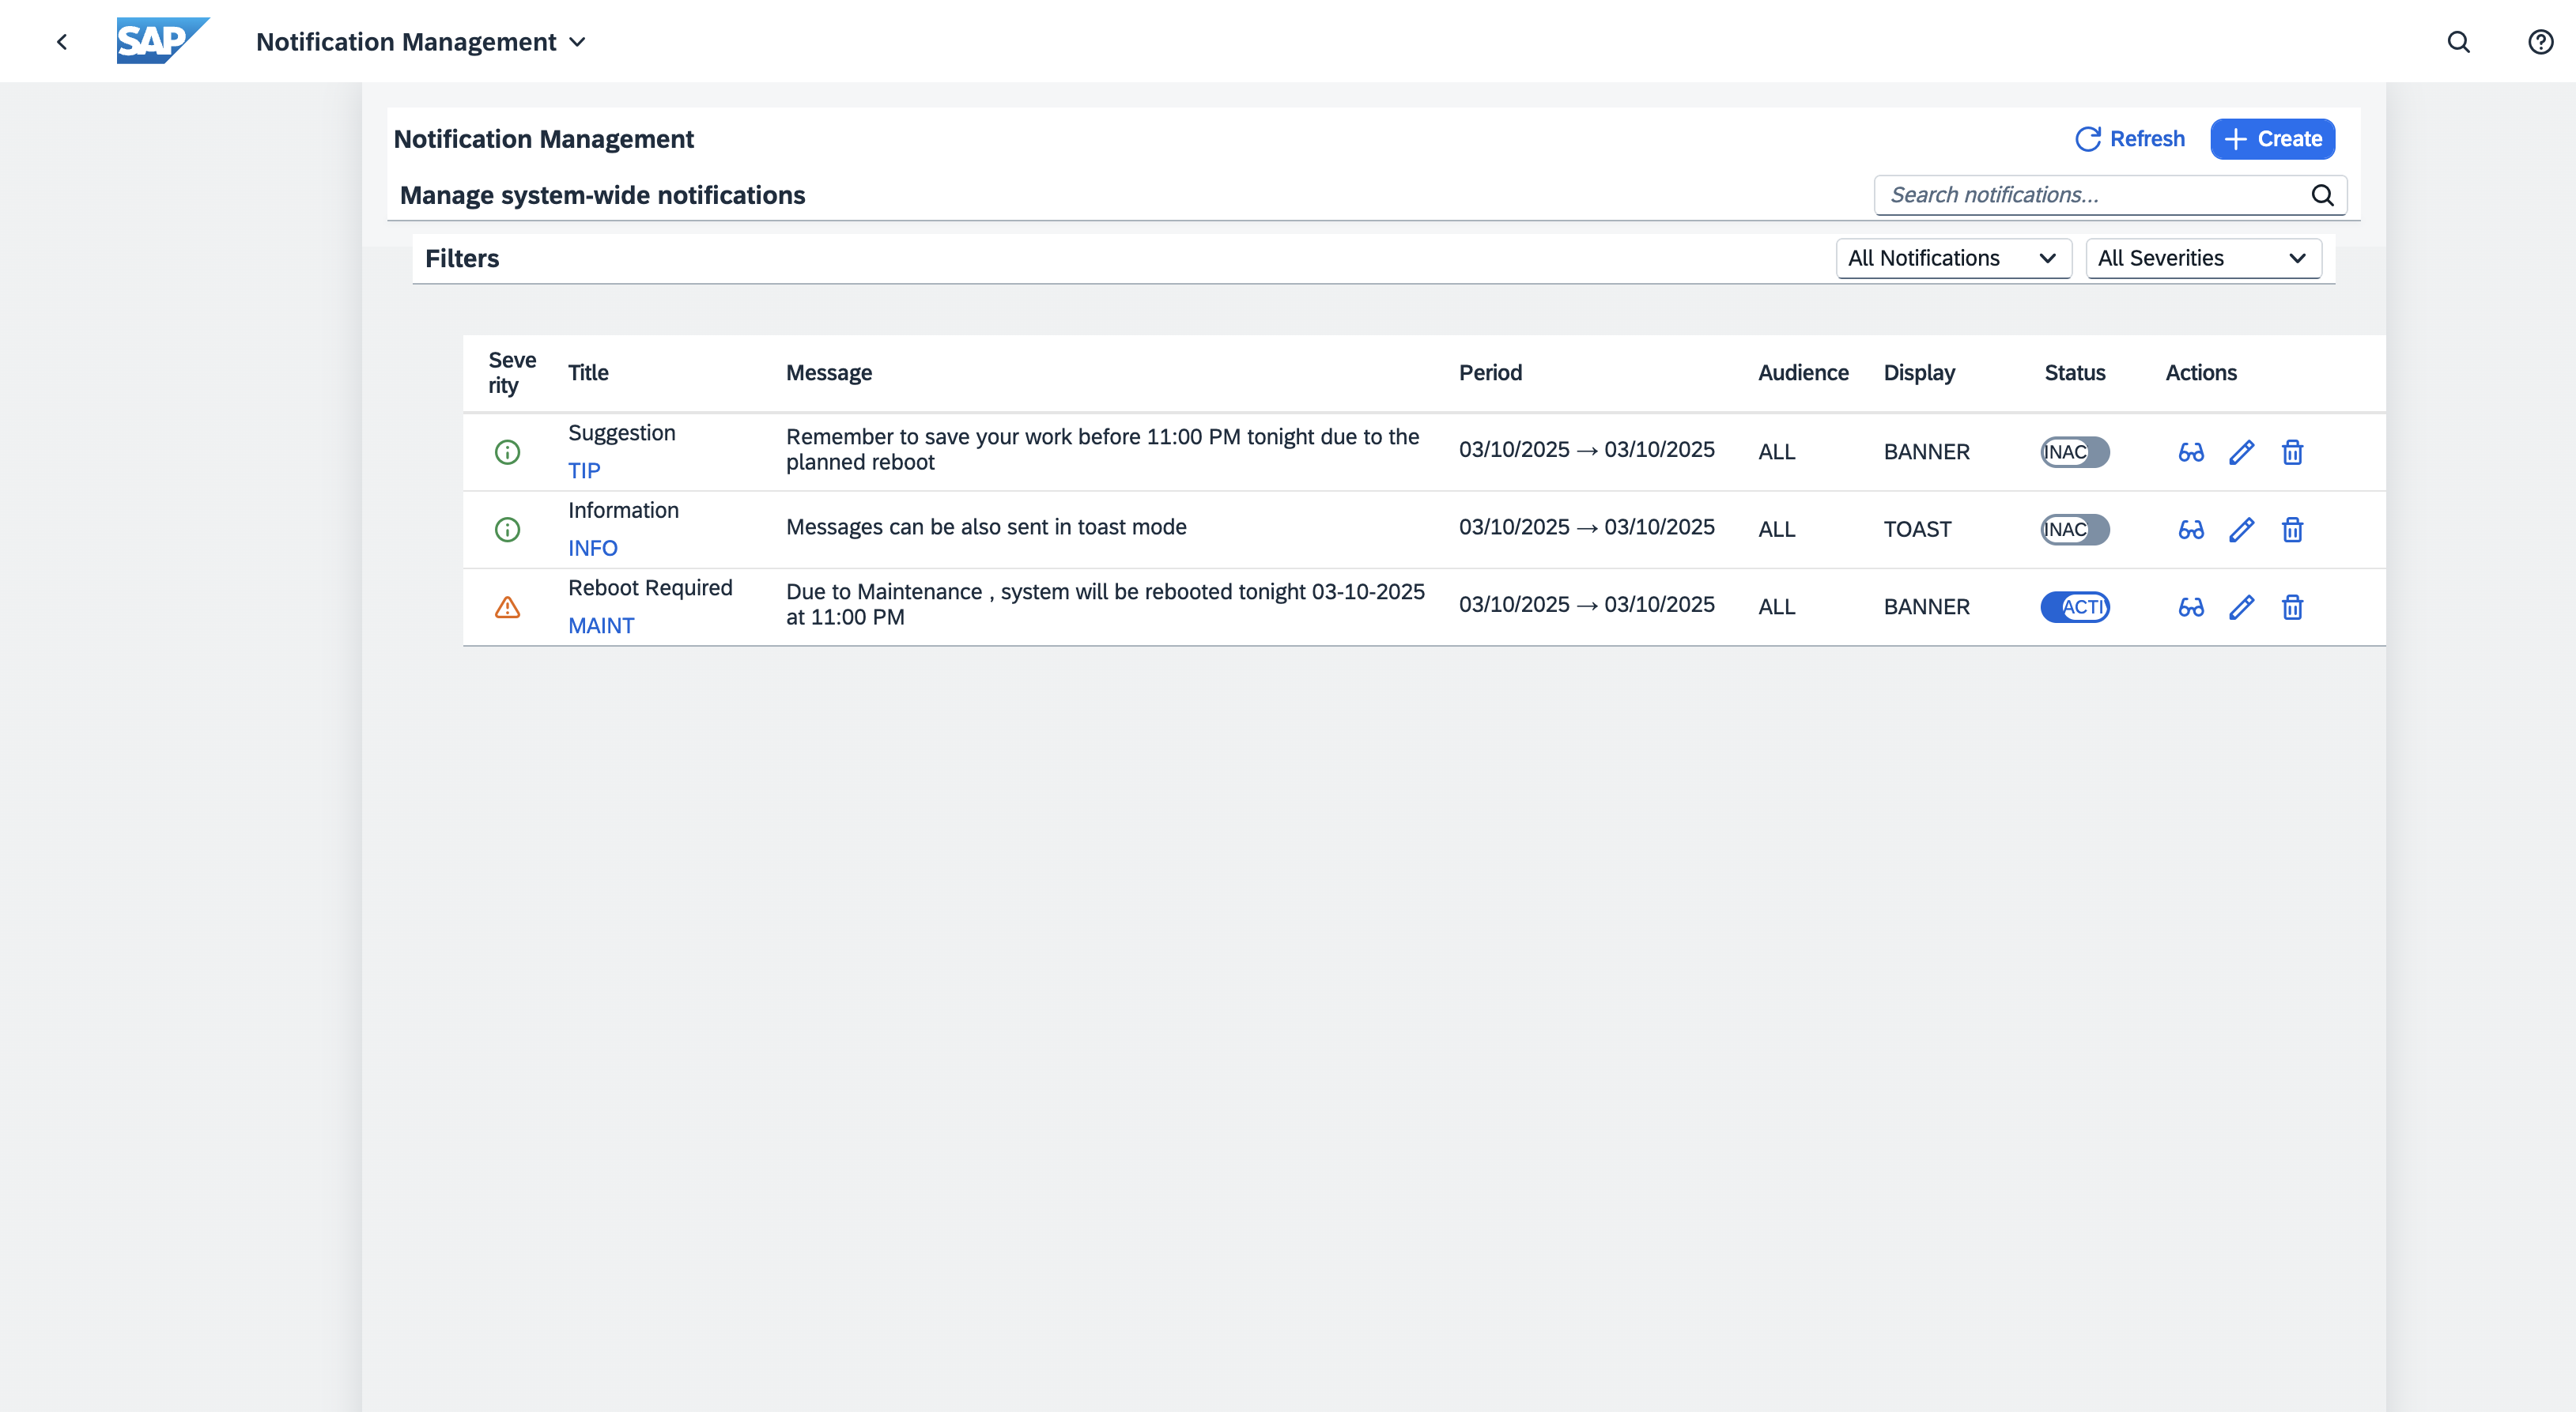 SAP Notification Management
Notification Management Refresh Create
Manage system-wide notifications Search notifications...
Filters All Notifications All Severities
Seve
rity Title Message Period Audience Display Status Actions
Suggestion
TIP
Remember to save your work before 11:00 PM tonight due to the
planned reboot
03/10/2025 → 03/10/2025 ALL BANNER INAC
Information
INFO
Messages can be also sent in toast mode
03/10/2025 → 03/10/2025 ALL TOAST INAC
Reboot Required
MAINT
Due to Maintenance , system will be rebooted tonight 03-10-2025
at 11:00 PM
03/10/2025 → 03/10/2025 ALL BANNER ACTI